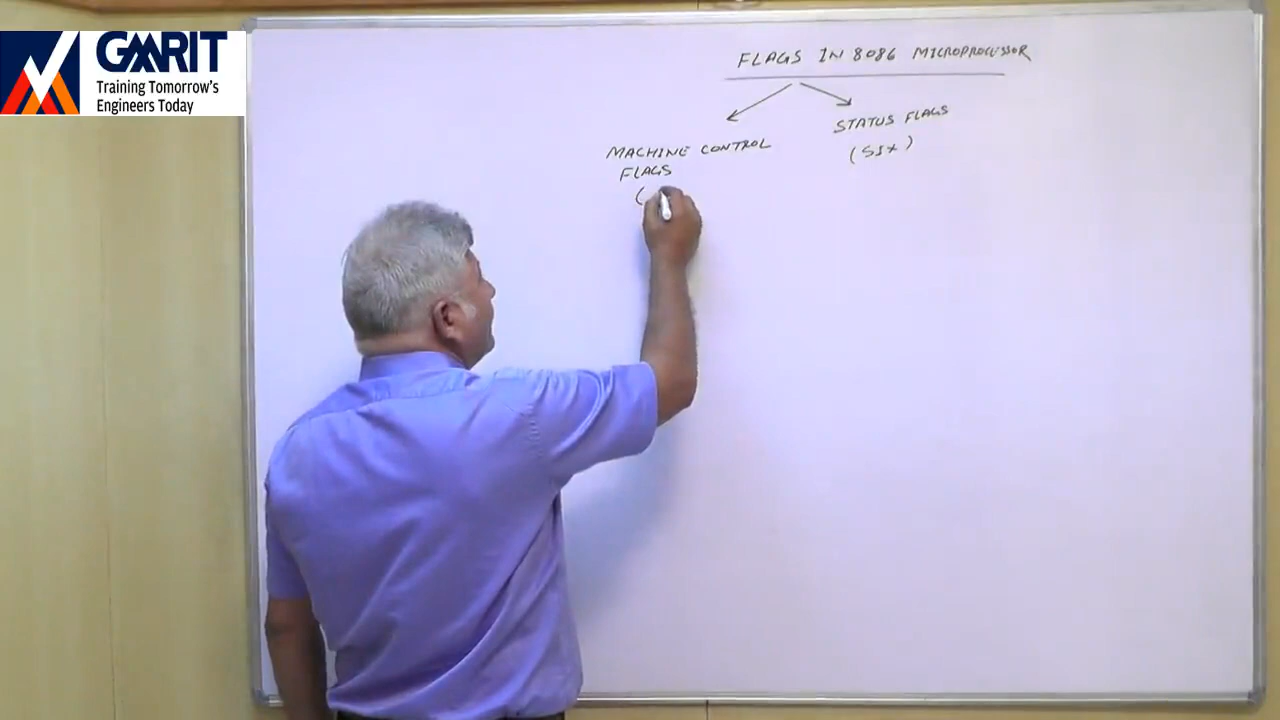 GMRIT
Training Tomorrow's
Engineers Today
FLAGS IN 8086 MICROPROCESSOR
MACHINE CONTROL
FLAGS
(
STATUS FLAGS
(SIX)